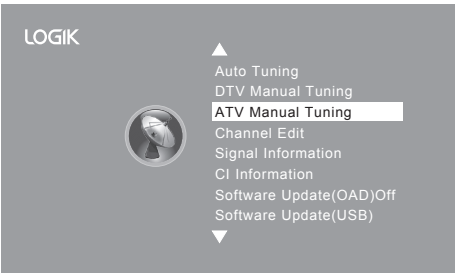 LOGIK
Auto Tuning
DTV Manual Tuning
ATV Manual Tuning
Channel Edit
Signal Information
CI Information
Software Update(OAD)Off
Software Update(USB)